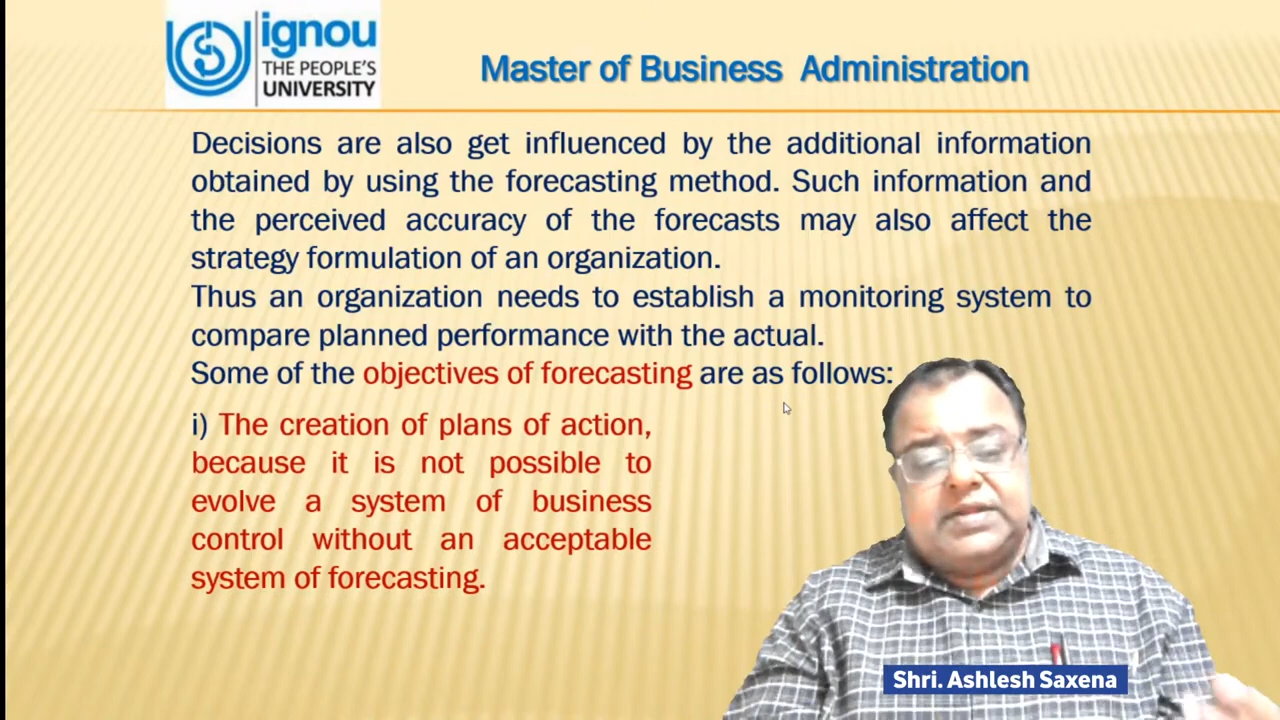 ignou
THE PEOPLE'S
UNIVERSITY
Master of Business Administration
Decisions are also get influenced by the additional information
obtained by using the forecasting method. Such information and
the perceived accuracy of the forecasts may also affect the
strategy formulation of an organization.
Thus an organization needs to establish a monitoring system to
compare planned performance with the actual.
Some of the objectives of forecasting are as follows:
i) The creation of plans of action,
because it is not possible to
evolve a system of business
control without an acceptable
system of forecasting.
Shri. Ashlesh Saxena